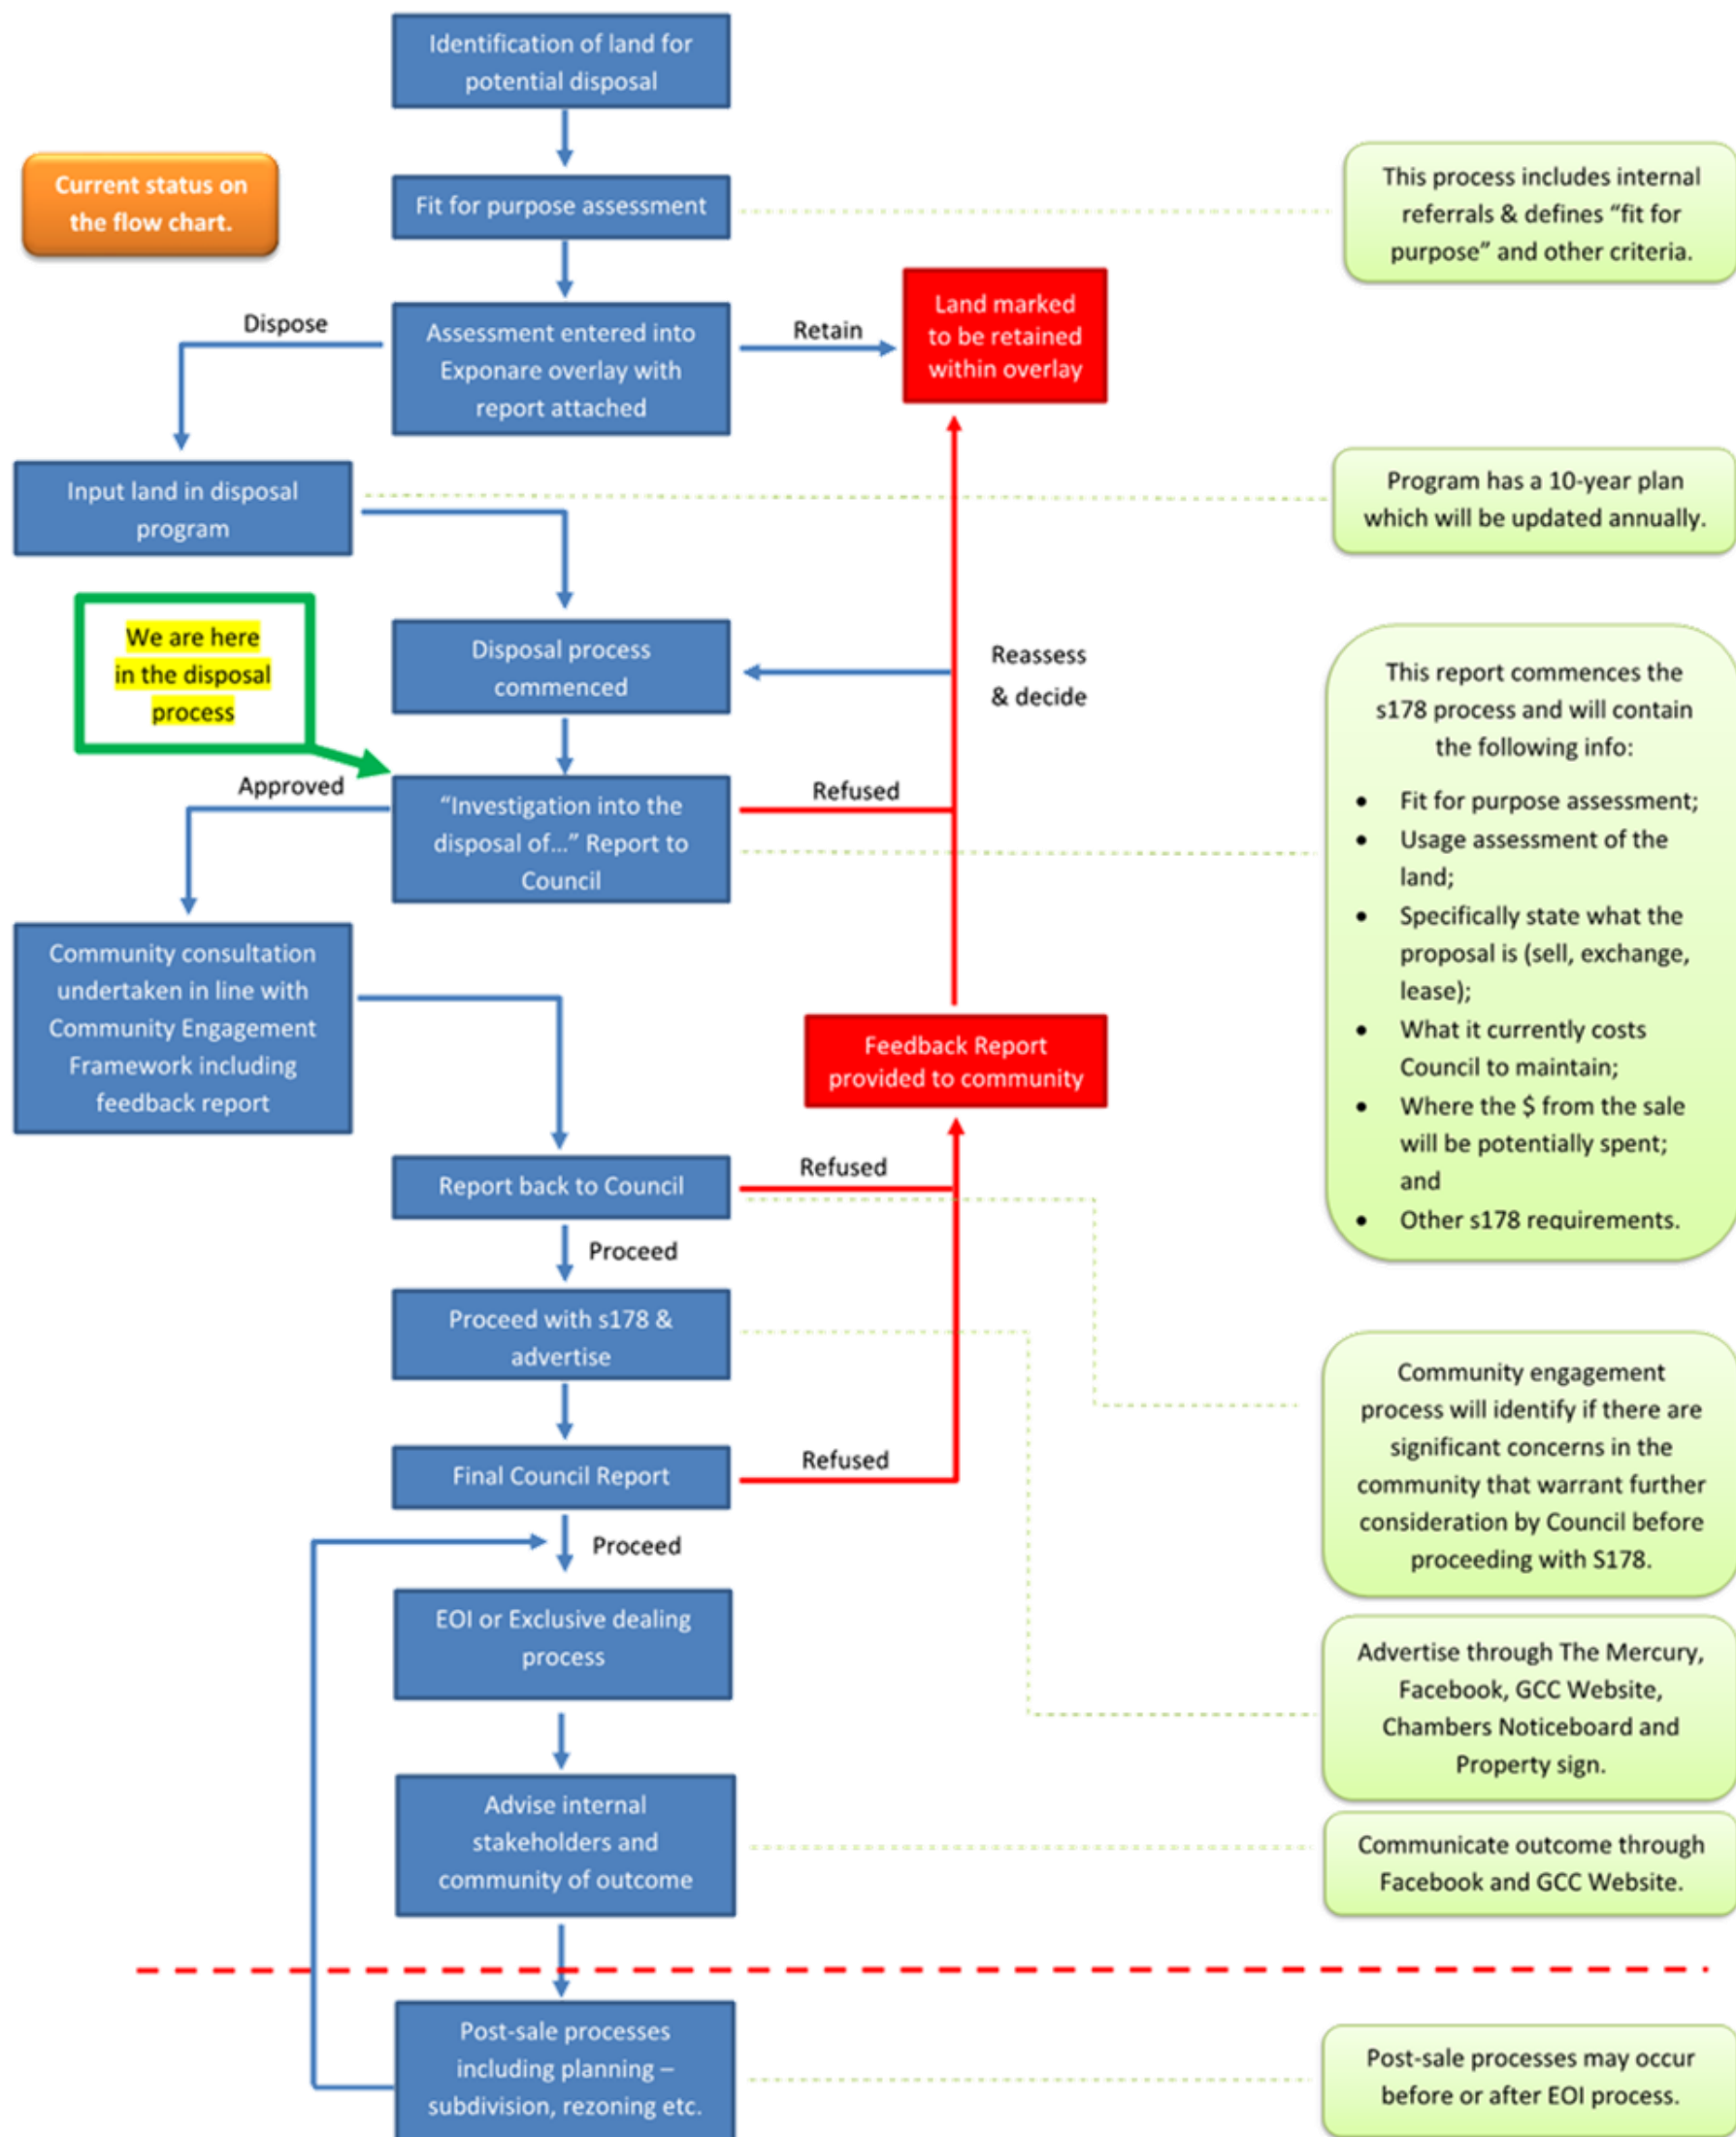 Identification of land for
potential disposal
Current status on
the flow chart.
Fit for purpose assessment
This process includes internal
referrals & defines “fit for
purpose” and other criteria.
Dispose
Assessment entered into
Exponare overlay with
report attached
Retain
Land marked
to be retained
within overlay
Input land in disposal
program
Program has a 10-year plan
which will be updated annually.
We are here
in the disposal
process
Disposal process
commenced
Reassess
& decide
This report commences the
s178 process and will contain
the following info:
• Fit for purpose assessment;
• Usage assessment of the
land;
• Specifically state what the
proposal is (sell, exchange,
lease);
• What it currently costs
Council to maintain;
• Where the $ from the sale
will be potentially spent;
and
• Other s178 requirements.
Approved
“Investigation into the
disposal of...” Report to
Council
Refused
Community consultation
undertaken in line with
Community Engagement
Framework including
feedback report
Feedback Report
provided to community
Report back to Council
Refused
Proceed
Proceed with s178 &
advertise
Community engagement
process will identify if there are
significant concerns in the
community that warrant further
consideration by Council before
proceeding with S178.
Final Council Report
Refused
Proceed
EOI or Exclusive dealing
process
Advertise through The Mercury,
Facebook, GCC Website,
Chambers Noticeboard and
Property sign.
Advise internal
stakeholders and
community of outcome
Communicate outcome through
Facebook and GCC Website.
Post-sale processes
including planning –
subdivision, rezoning etc.
Post-sale processes may occur
before or after EOI process.